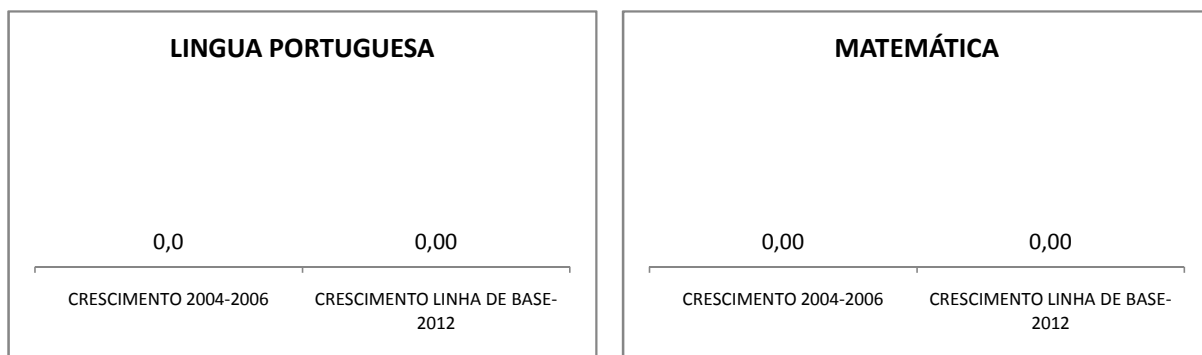 LINGUA PORTUGUESA
0,0
0,00
CRESCIMENTO 2004-2006
CRESCIMENTO LINHA DE BASE-
2012
MATEMÁTICA
0,00
0,00
CRESCIMENTO 2004-2006
CRESCIMENTO LINHA DE BASE-
2012